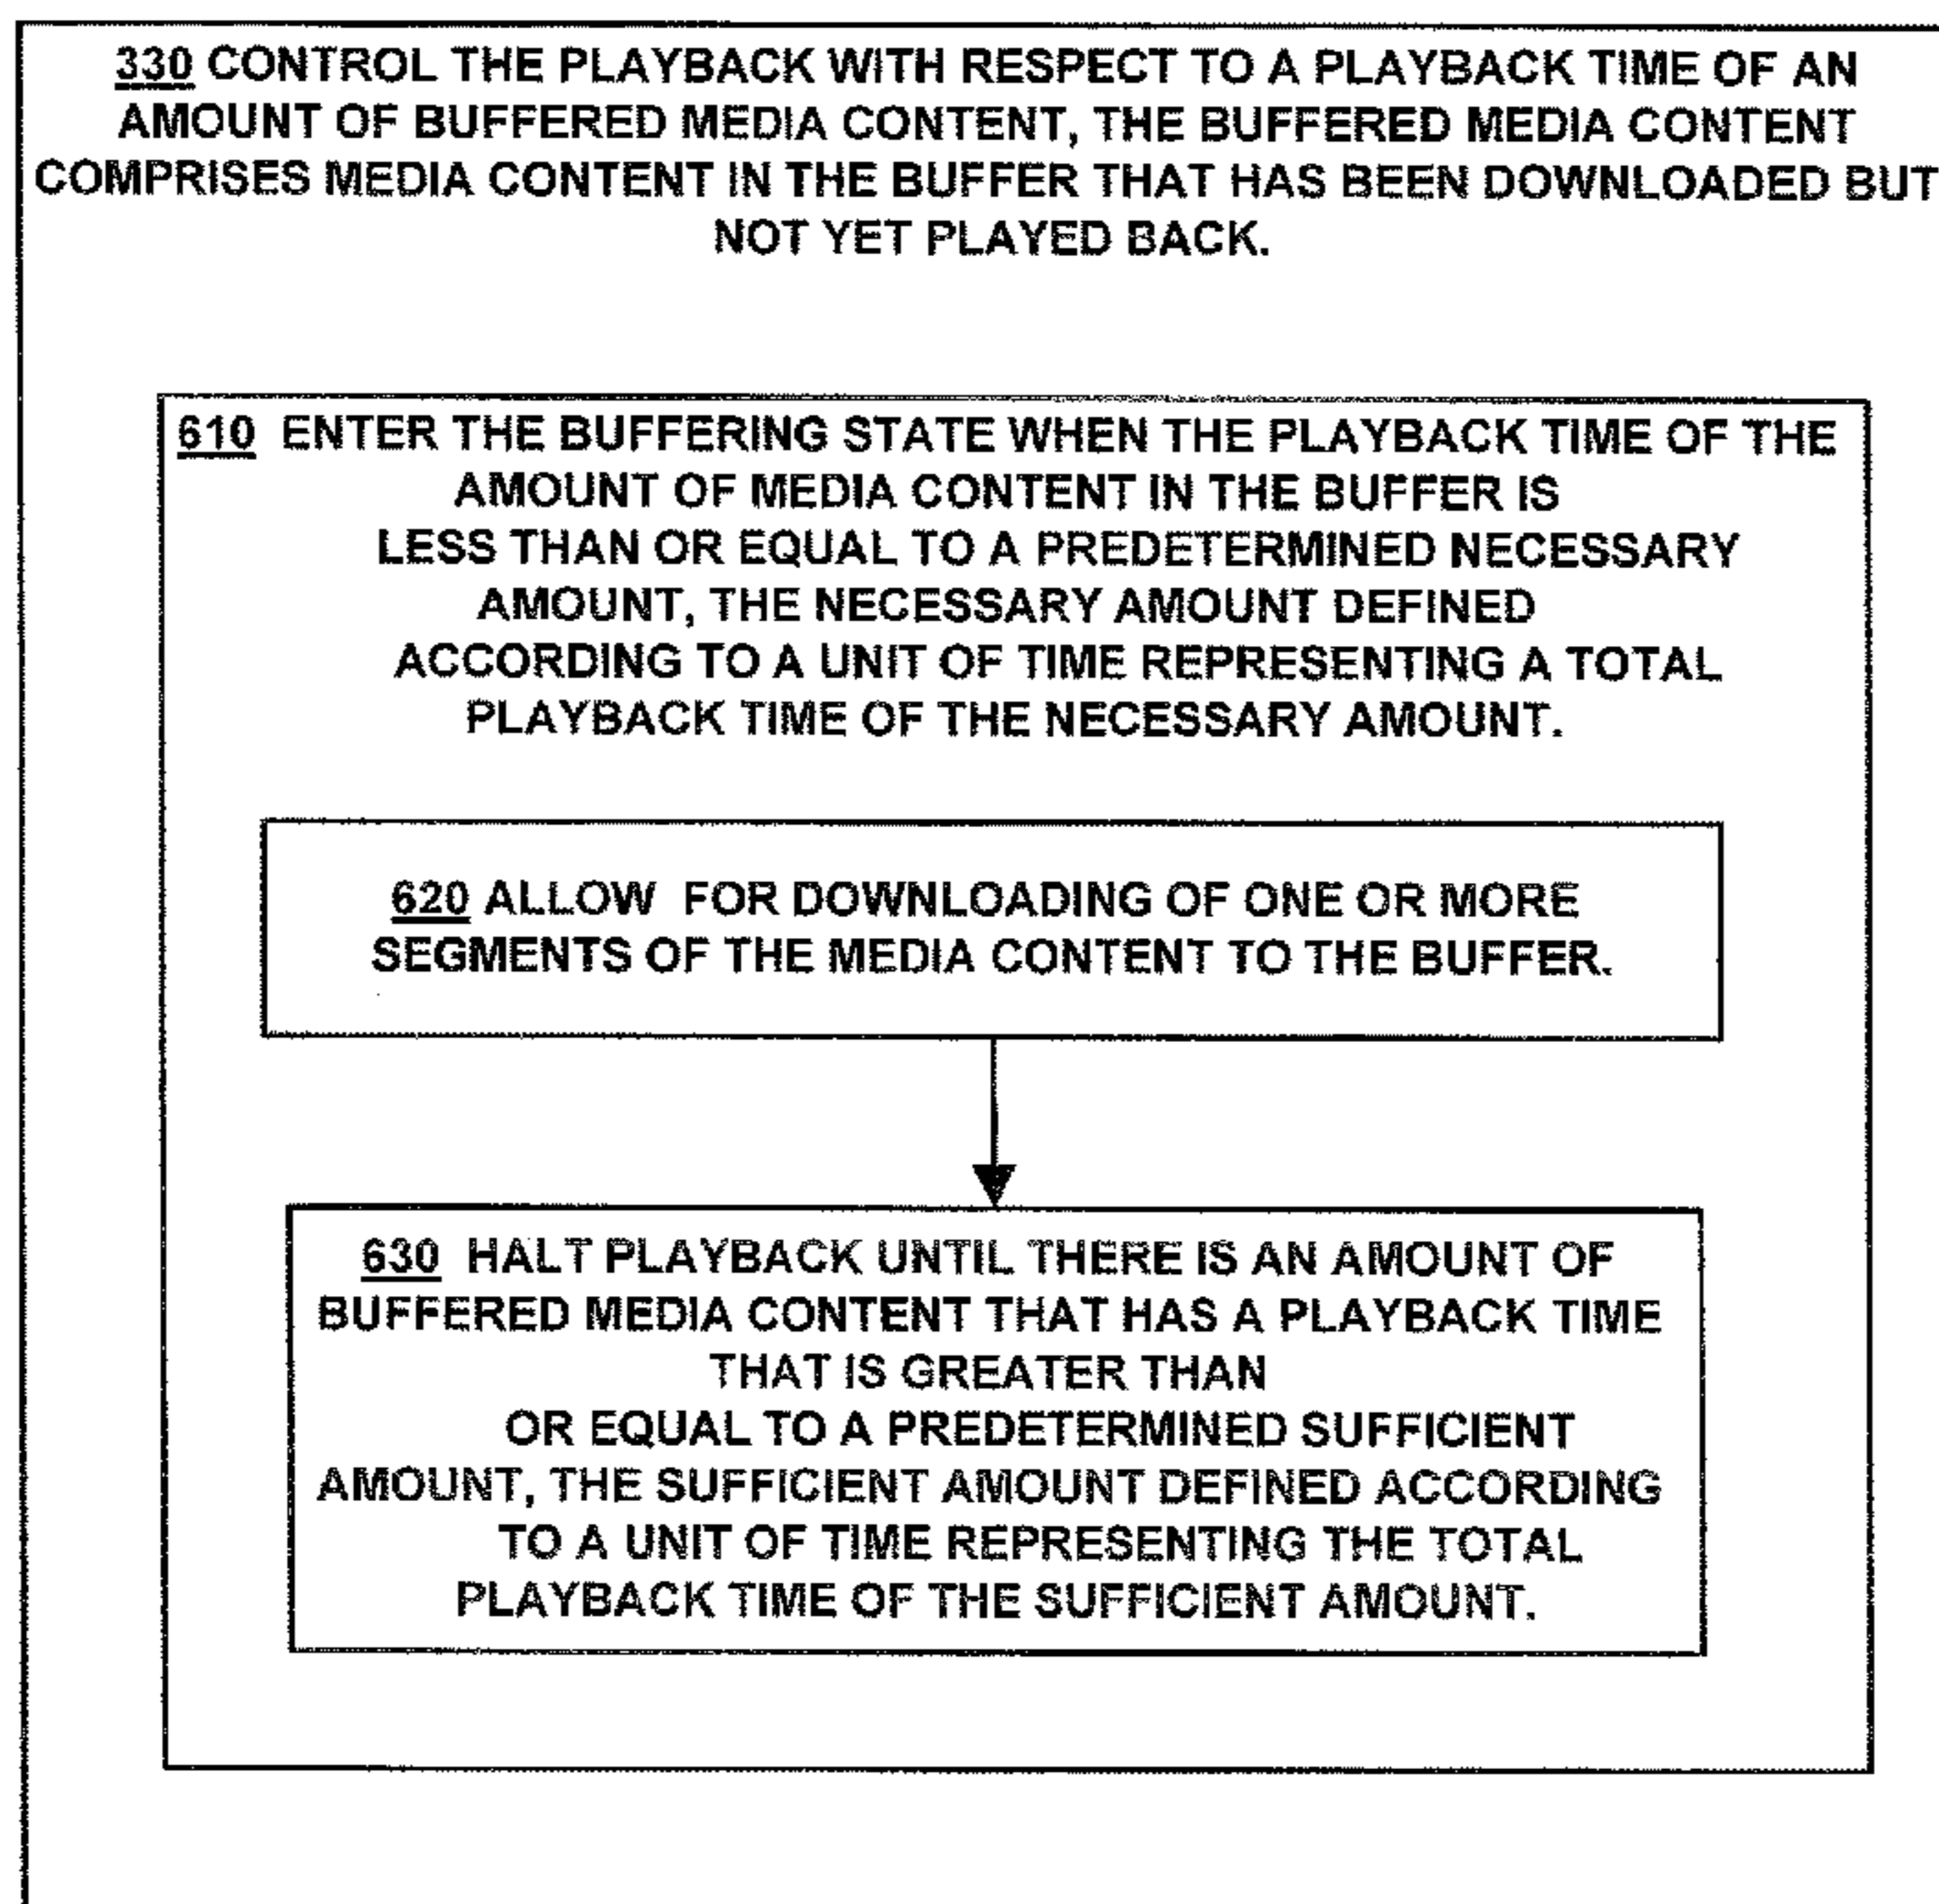 330 CONTROL THE PLAYBACK WITH RESPECT TO A PLAYBACK TIME OF AN
AMOUNT OF BUFFERED MEDIA CONTENT, THE BUFFERED MEDIA CONTENT
COMPRISES MEDIA CONTENT IN THE BUFFER THAT HAS BEEN DOWNLOADED BUT
NOT YET PLAYED BACK.
610 ENTER THE BUFFERING STATE WHEN THE PLAYBACK TIME OF THE
AMOUNT OF MEDIA CONTENT IN THE BUFFER IS
LESS THAN OR EQUAL TO A PREDETERMINED NECESSARY
AMOUNT, THE NECESSARY AMOUNT DEFINED
ACCORDING TO A UNIT OF TIME REPRESENTING A TOTAL
PLAYBACK TIME OF THE NECESSARY AMOUNT.
620 ALLOW FOR DOWNLOADING OF ONE OR MORE
SEGMENTS OF THE MEDIA CONTENT TO THE BUFFER.
630 HALT PLAYBACK UNTIL THERE IS AN AMOUNT OF
BUFFERED MEDIA CONTENT THAT HAS A PLAYBACK TIME
THAT IS GREATER THAN
OR EQUAL TO A PREDETERMINED SUFFICIENT
AMOUNT, THE SUFFICIENT AMOUNT DEFINED ACCORDING
TO A UNIT OF TIME REPRESENTING THE TOTAL
PLAYBACK TIME OF THE SUFFICIENT AMOUNT.